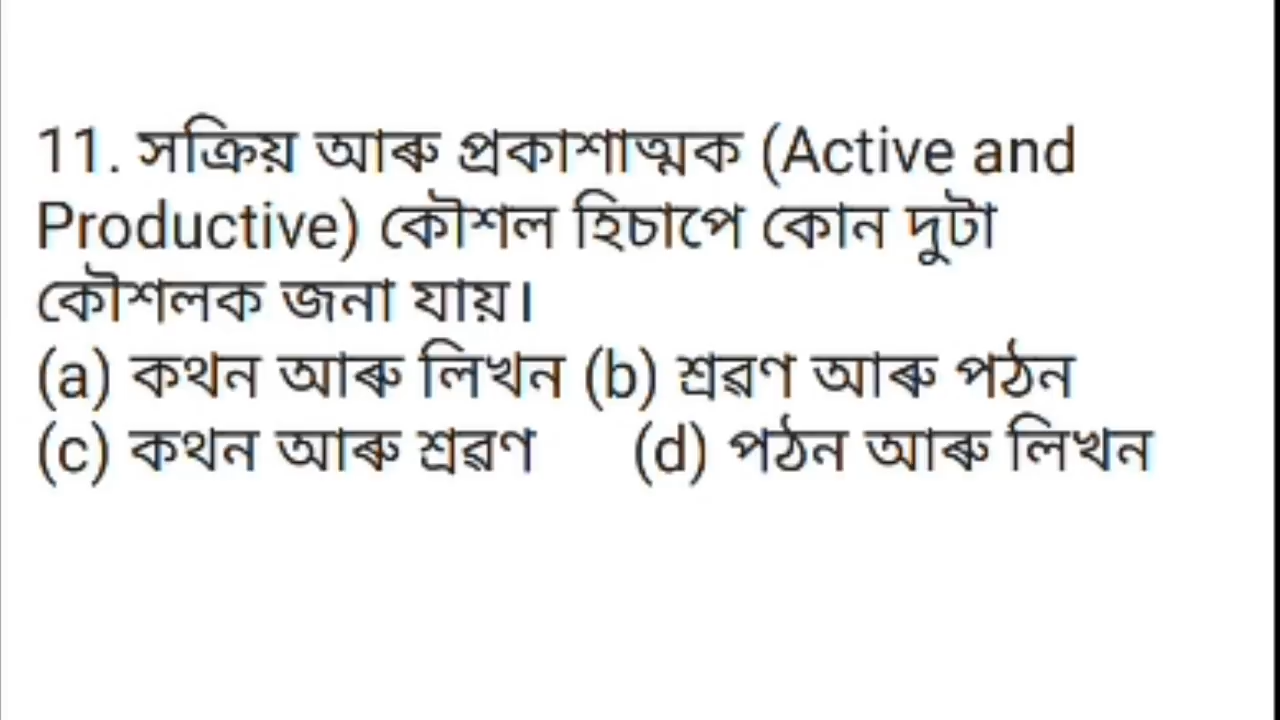 11. সক্ৰিয় আৰু প্ৰকাশাত্মক (Active and
Productive) কৌশল হিচাপে কোন দুটা
কৌশলক জনা যায়।
(a) কথন আৰু লিখন (b) শ্ৰৱণ আৰু পঠন
(c) কথন আৰু শ্ৰৱণ (d) পঠন আৰু লিখন